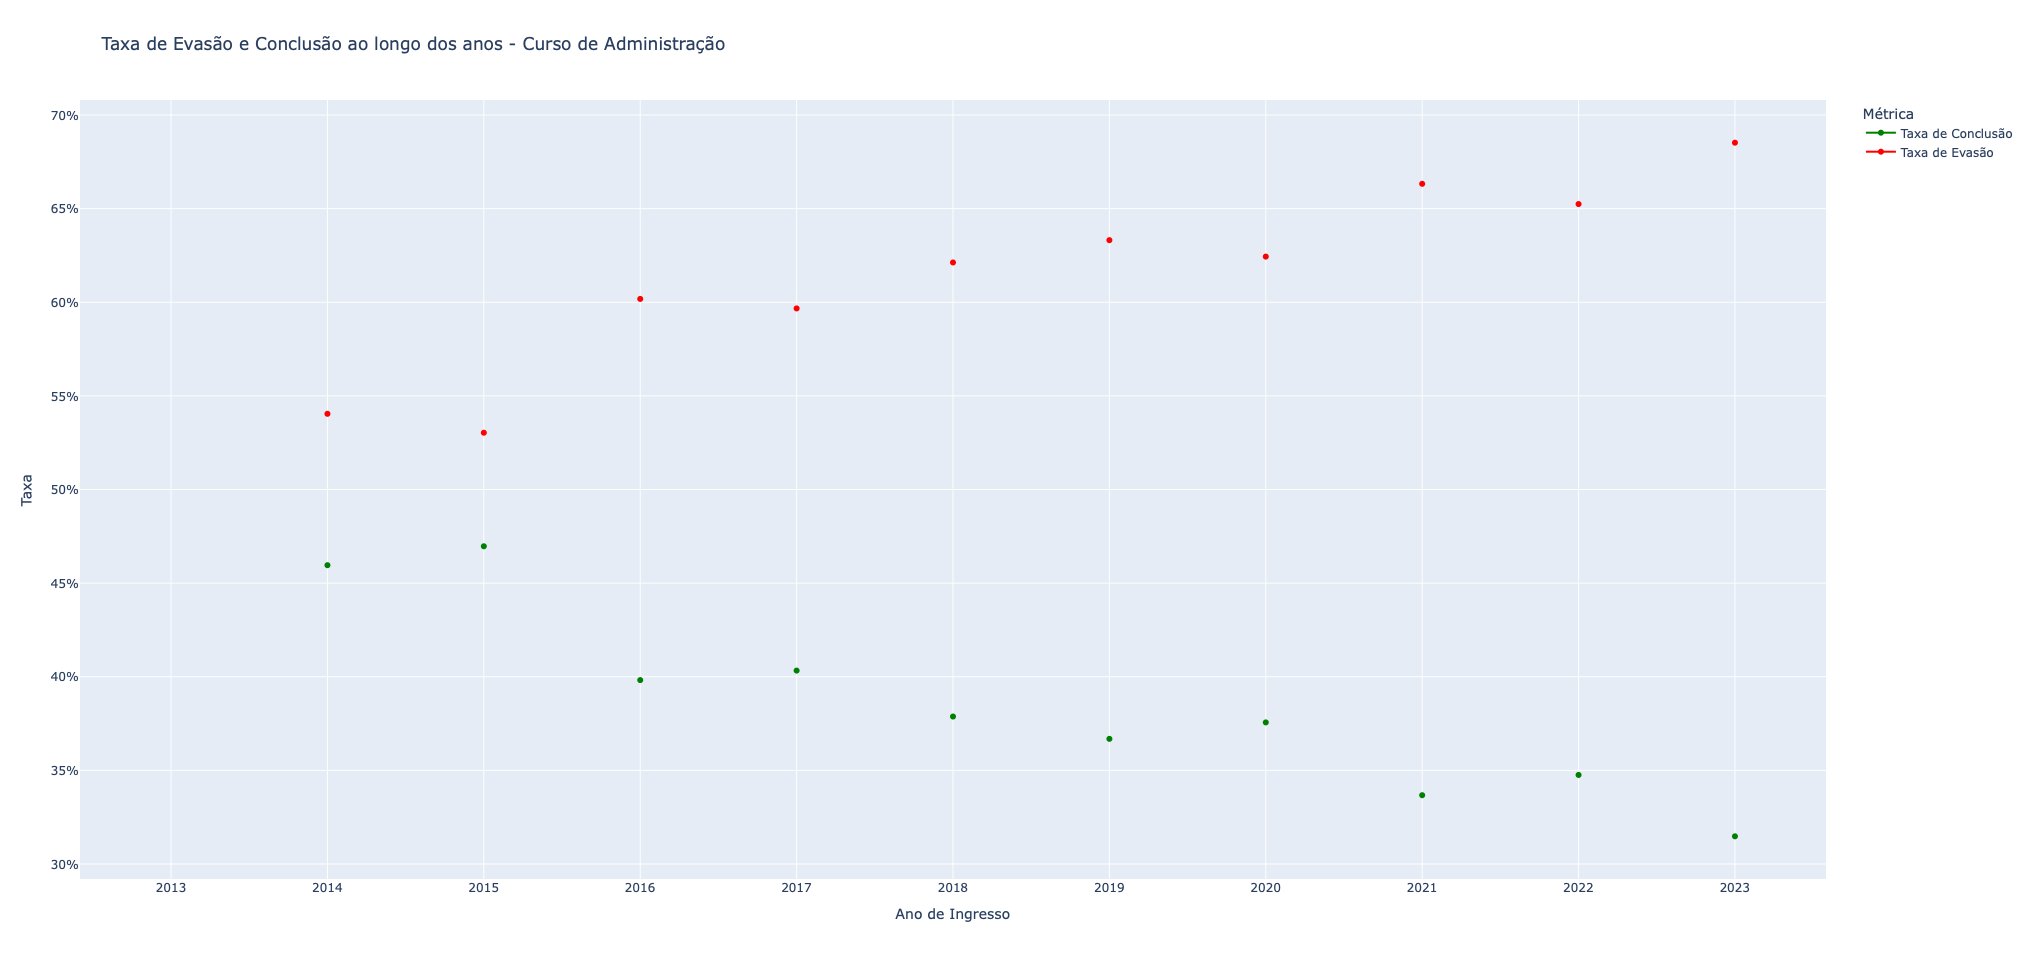 Taxa de Evasão e Conclusão ao longo dos anos - Curso de Administração
Métrica
Taxa de Conclusão
Taxa de Evasão
Taxa
70%
65%
60%
55%
50%
45%
40%
35%
30%
2013 2014 2015 2016 2017 2018 2019 2020 2021 2022 2023
Ano de Ingresso